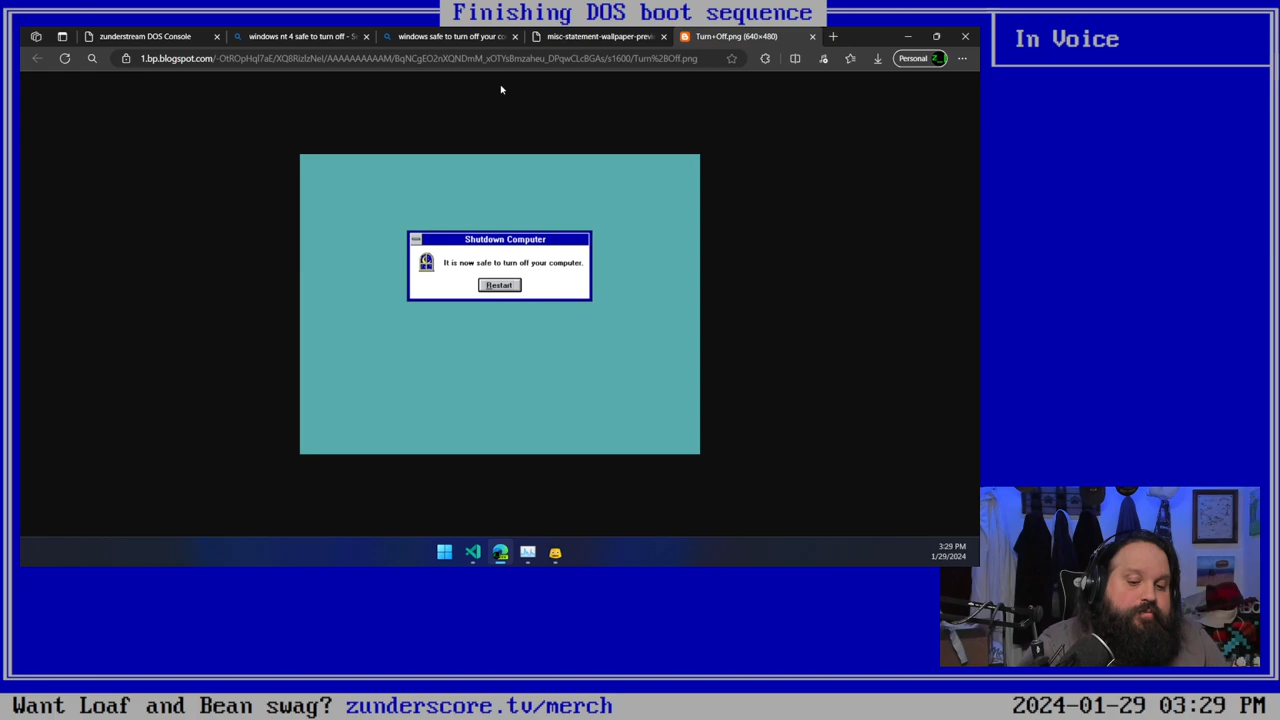 Finishing DOS boot sequence
zunderstream DOS Console
windows nt 4 safe to turn off - S
windows safe to turn off your co
misc-statement-wallpaper-previ
Turn+Off.png (640×480)
In Voice
Personal
Shutdown Computer
It is now safe to turn off your computer.
Restart
3:29 PM
1/29/2024
Want Loaf and Bean swag? zunderscore.tv/merch
2024-01-29 03:29 PM